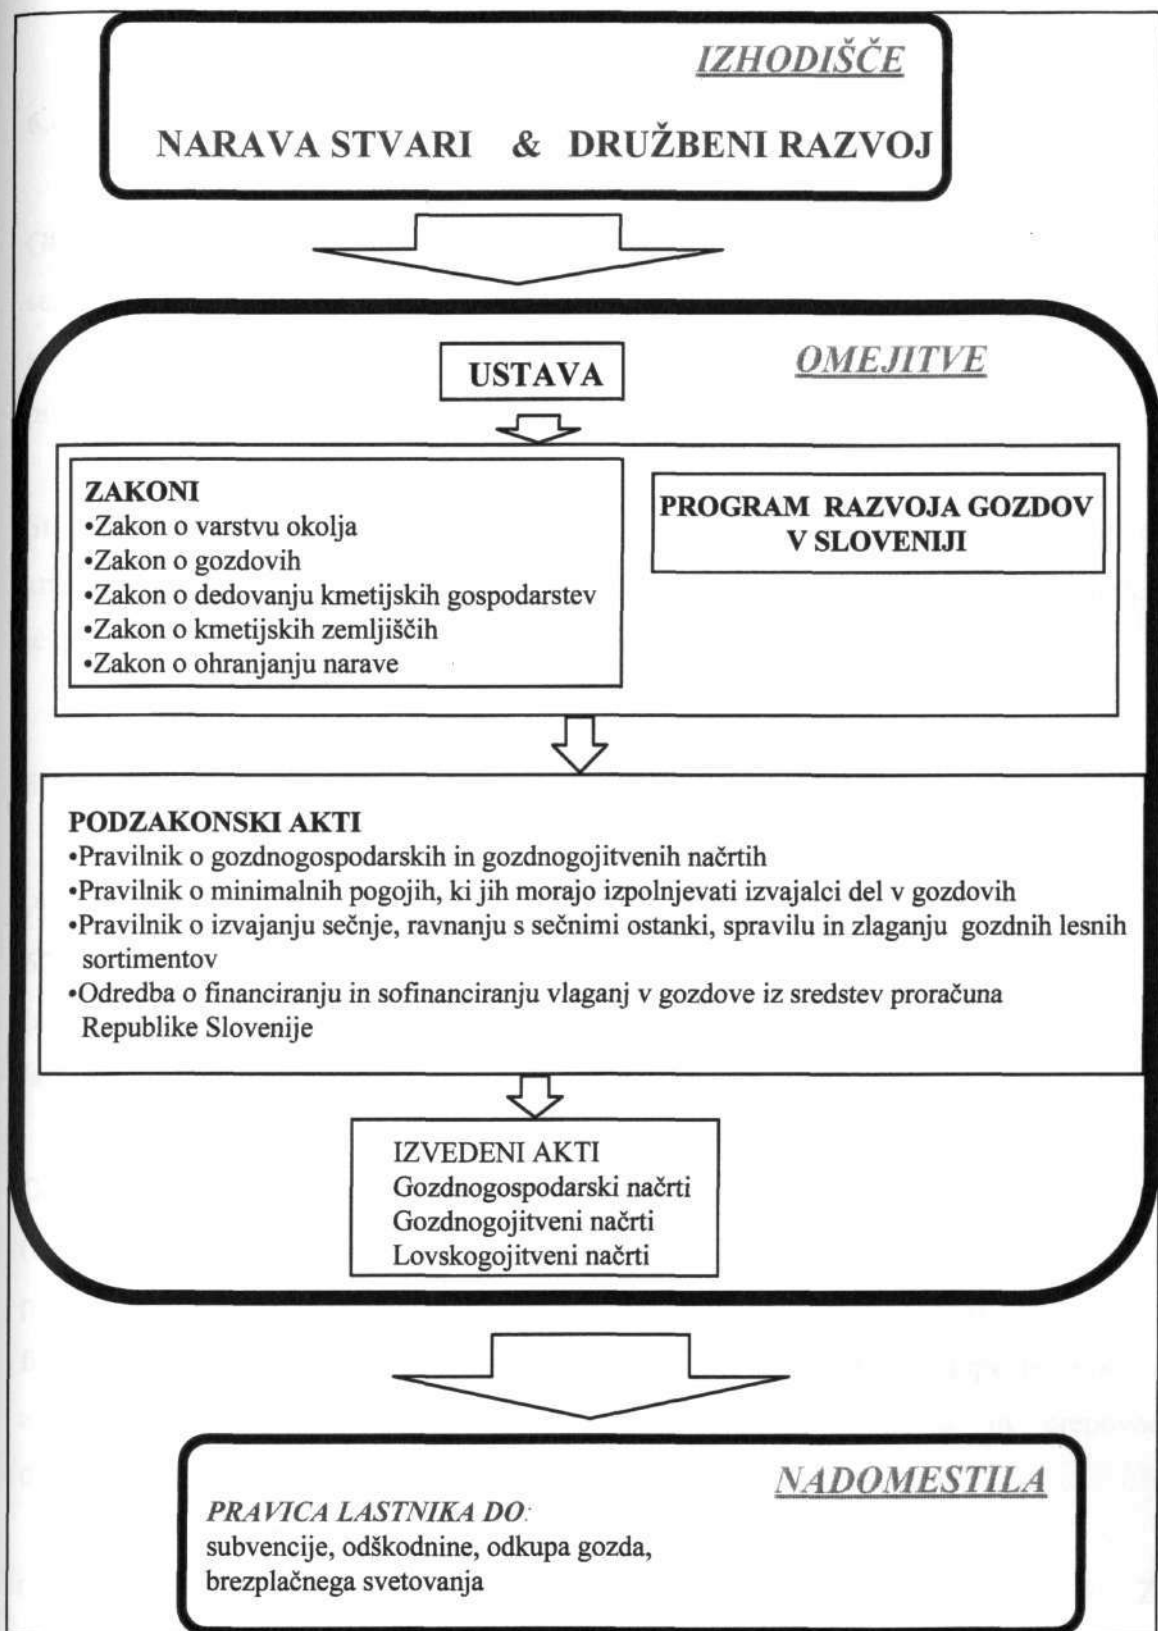 IZHODIŠČE
NARAVA STVARI & DRUŽBENI RAZVOJ
OMEJITVE
USTAVA
ZAKONI
•Zakon o varstvu okolja
•Zakon o gozdovih
•Zakon o dedovanju kmetijskih gospodarstev
•Zakon o kmetijskih zemljiščih
•Zakon o ohranjanju narave
PROGRAM RAZVOJA GOZDOV
V SLOVENIJI
PODZAKONSKI AKTI
•Pravilnik o gozdnogospodarskih in gozdnogojitvenih načrtih
•Pravilnik o minimalnih pogojih, ki jih morajo izpolnjevati izvajalci del v gozdovih
•Pravilnik o izvajanju sečnje, ravnanju s sečnimi ostanki, spravilu in zlaganju gozdnih lesnih
sortimentov
•Odredba o financiranju in sofinanciranju vlaganj v gozdove iz sredstev proračuna
Republike Slovenije
IZVEDENI AKTI
Gozdnogospodarski načrti
Gozdnogojitveni načrti
Lovskogojitveni načrti
NADOMESTILA
PRAVICA LASTNIKA DO:
subvencije, odškodnine, odkupa gozda,
brezplačnega svetovanja